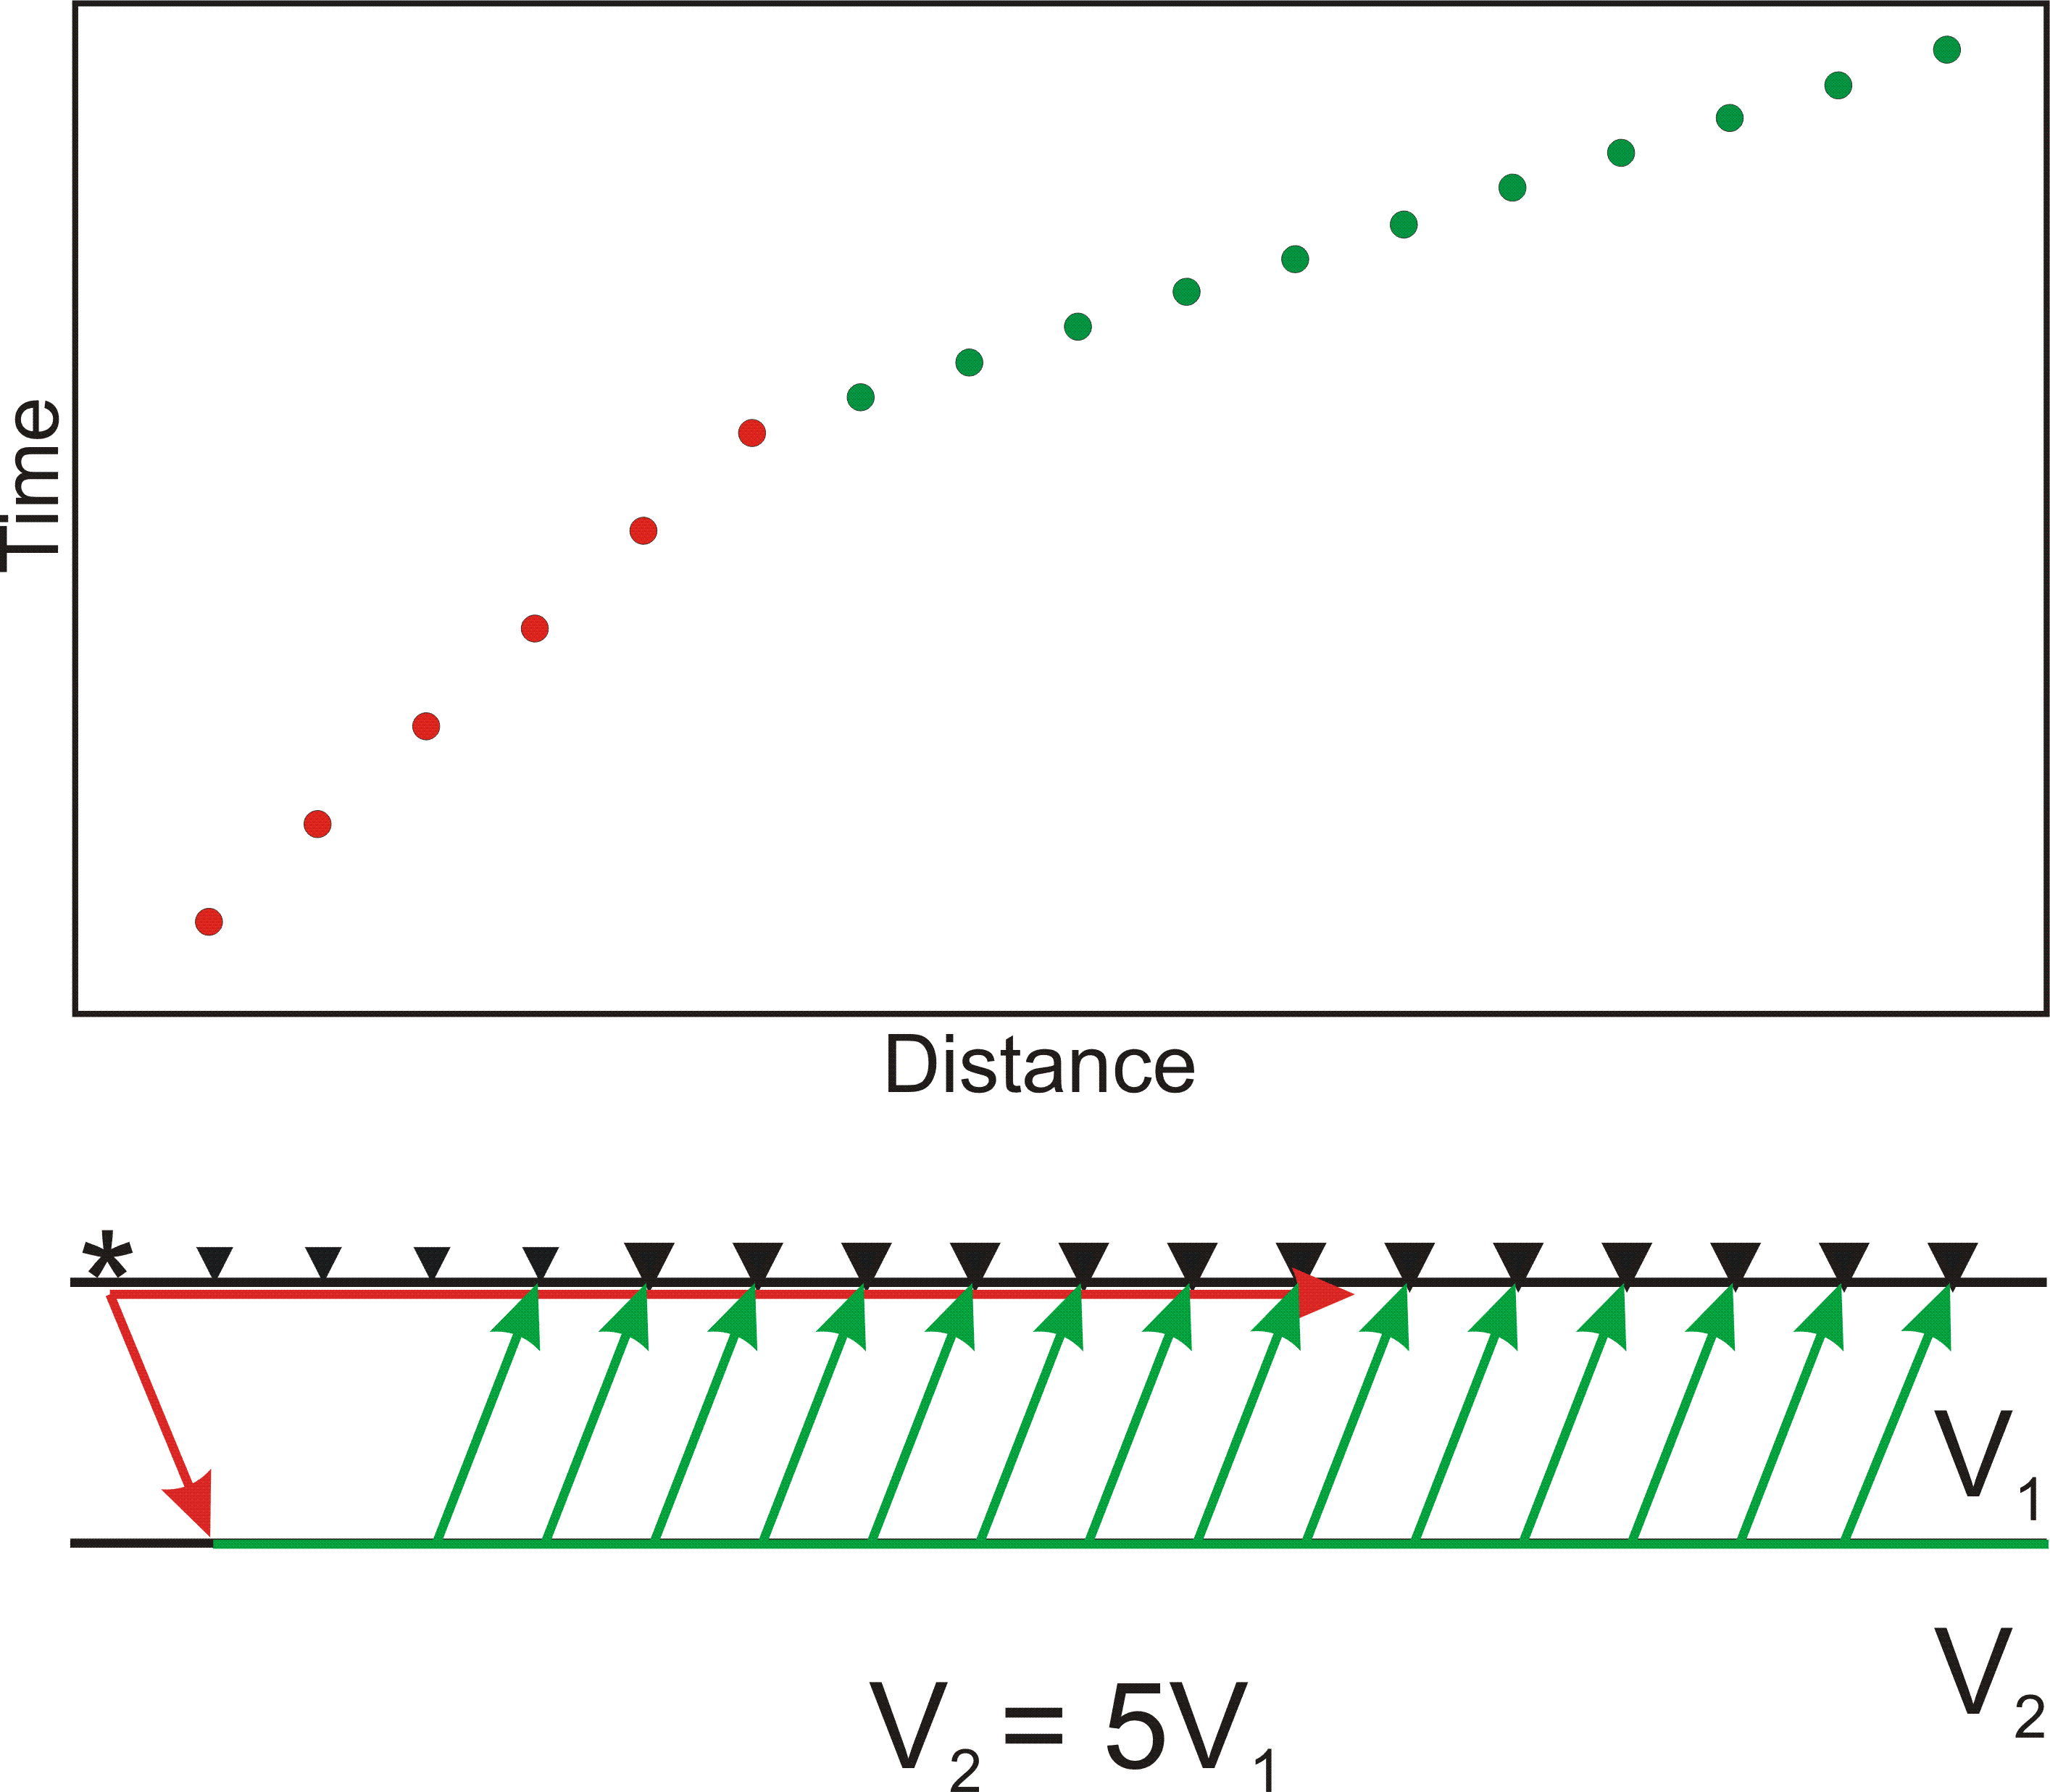 Time
Distance
*
V₁
V₂
V₂ = 5V₁